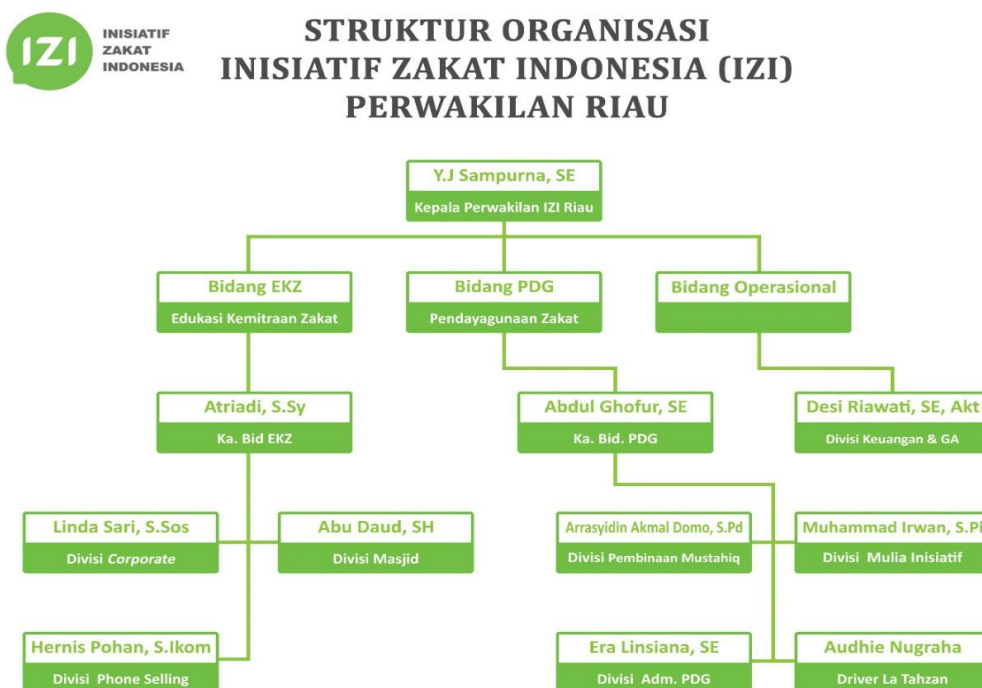 IZI
INISIATIF
ZAKAT
INDONESIA
STRUKTUR ORGANISASI
INISIATIF ZAKAT INDONESIA (IZI)
PERWAKILAN RIAU
Y.J Sampurna, SE
Kepala Perwakilan IZI Riau
Bidang EKZ
Edukasi Kemitraan Zakat
Bidang PDG
Pendayagunaan Zakat
Bidang Operasional
Atriadi, S.Sy
Ka. Bid EKZ
Abdul Ghofur, SE
Ka. Bid. PDG
Desi Riawati, SE, Akt
Divisi Keuangan & GA
Linda Sari, S.Sos
Divisi Corporate
Abu Daud, SH
Divisi Masjid
Arrasyidin Akmal Domo, S.Pd
Divisi Pembinaan Mustahiq
Muhammad Irwan, S.Pi
Divisi Mulia Inisiatif
Hernis Pohan, S.Ikom
Divisi Phone Selling
Era Linsiana, SE
Divisi Adm. PDG
Audhie Nugraha
Driver La Tahzan